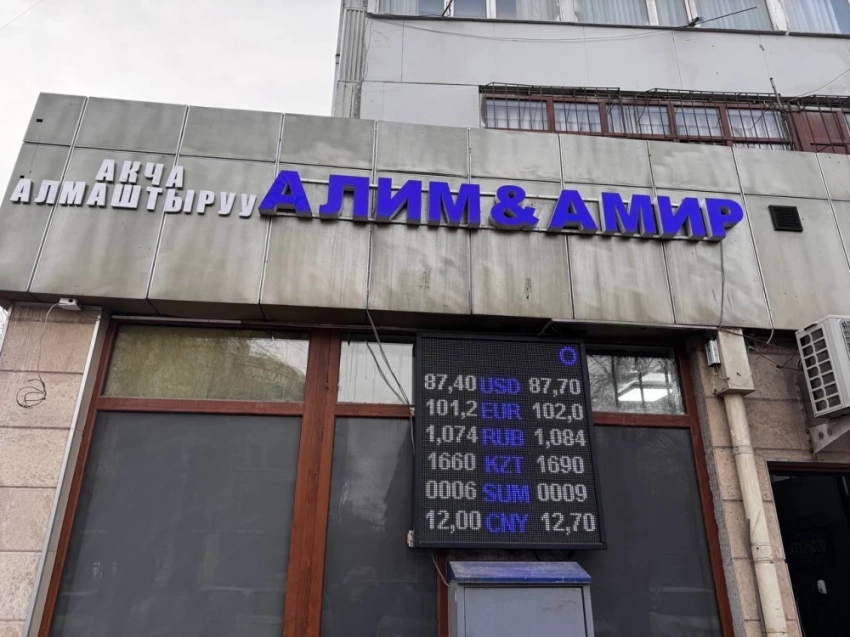 АКЧА
АЛМАШТЫРУУ
АЛИМ&АМИР
87,40 USD 87,70
101,2 EUR 102,0
1,074 RUB 1,084
1660 KZT 1690
0006 SUM 0009
12,00 CNY 12,70